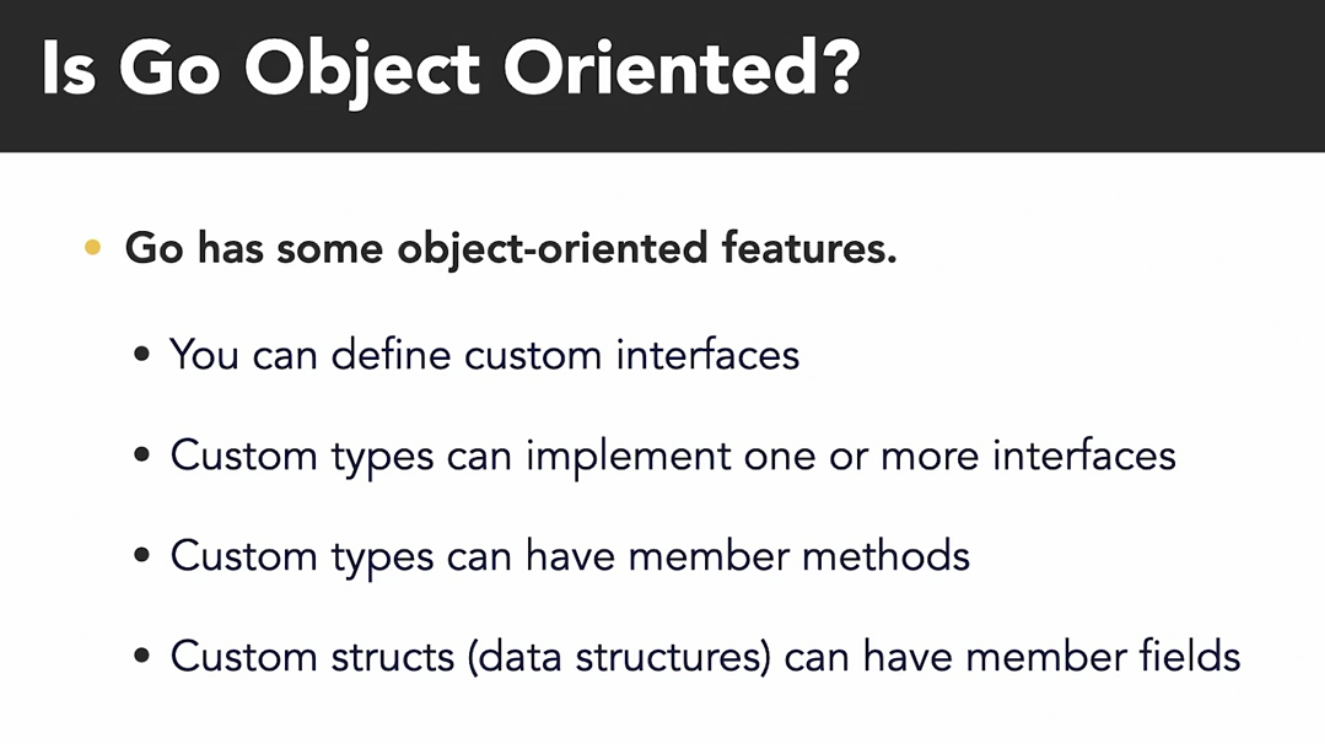 Is Go Object Oriented?
• Go has some object-oriented features.
• You can define custom interfaces
• Custom types can implement one or more interfaces
• Custom types can have member methods
• Custom structs (data structures) can have member fields